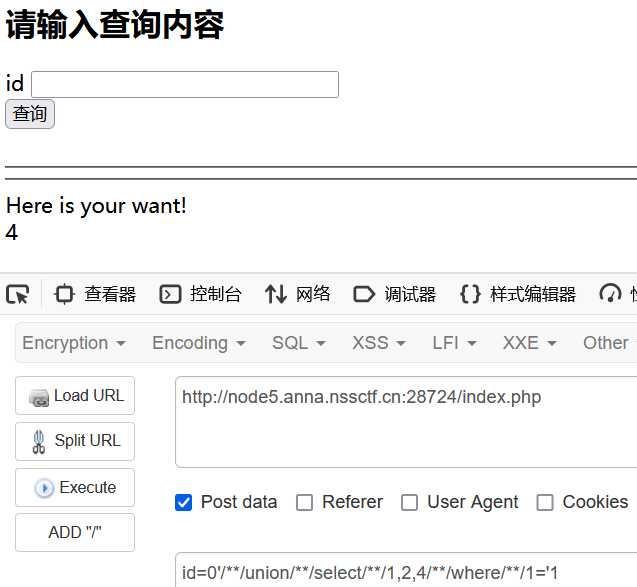 请输入查询内容
id
查询
Here is your want!
4
查看器 控制台 网络 调试器 样式编辑器
Encryption Encoding SQL XSS LFI XXE Other
Load URL
http://node5.anna.nssctf.cn:28724/index.php
Split URL
Execute
Post data Referer User Agent Cookies
ADD "/"
id=0'/**/union/**/select/**/1,2,4/**/where/**/1='1